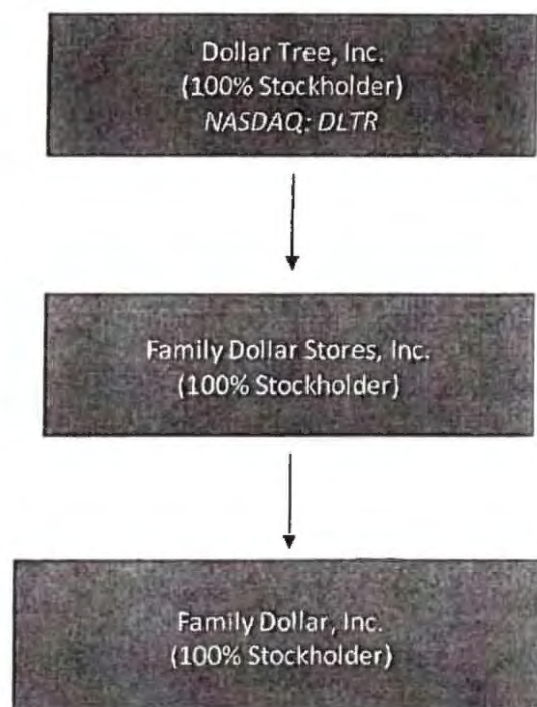 Dollar Tree, Inc.
(100% Stockholder)
NASDAQ: DLTR
Family Dollar Stores, Inc.
(100% Stockholder)
Family Dollar, Inc.
(100% Stockholder)